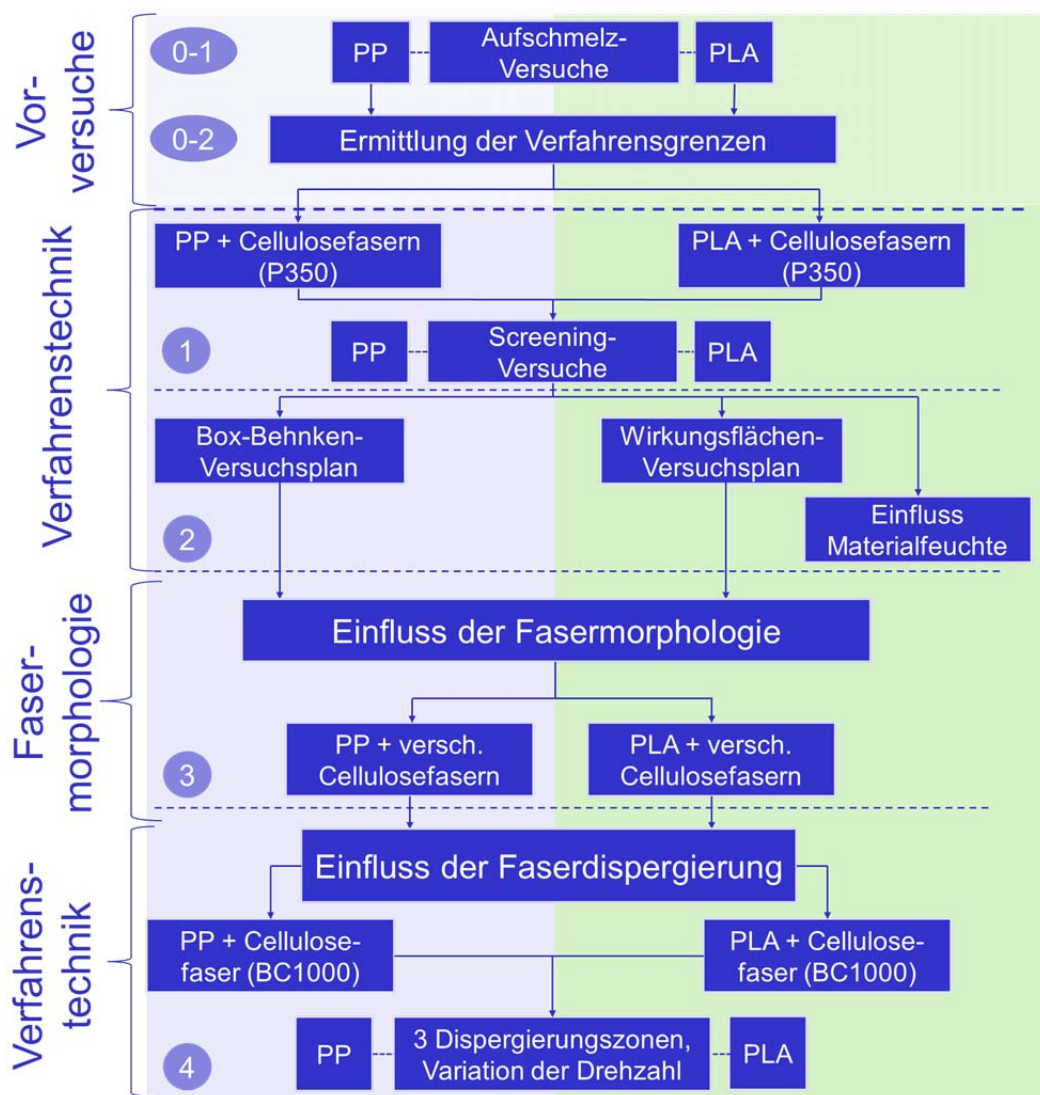 Vor-
versuche
0-1
PP
Aufschmelz-
Versuche
PLA
0-2
Ermittlung der Verfahrensgrenzen
Verfahrenstechnik
PP + Cellulosefasern
(P350)
PLA + Cellulosefasern
(P350)
1
PP
Screening-
Versuche
PLA
Box-Behnken-
Versuchsplan
Wirkungsflächen-
Versuchsplan
2
Einfluss
Materialfeuchte
Faser-
morphologie
Einfluss der Fasermorphologie
3
PP + versch.
Cellulosefasern
PLA + versch.
Cellulosefasern
Verfahrens-
technik
Einfluss der Faserdispergierung
PP + Cellulose-
faser (BC1000)
PLA + Cellulose-
faser (BC1000)
4
PP
3 Dispergierungszonen,
Variation der Drehzahl
PLA